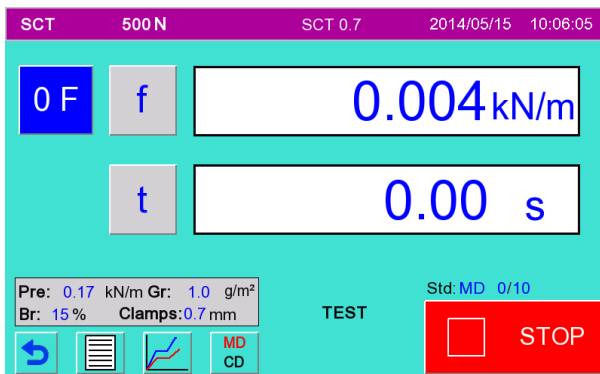 SCT 500 N SCT 0.7 2014/05/15 10:06:05
0 F f 0.004 kN/m
t 0.00 s
Pre: 0.17 kN/m Gr: 1.0 g/m²
Br: 15 % Clamps: 0.7 mm
Std: MD 0/10
TEST
STOP
MD
CD